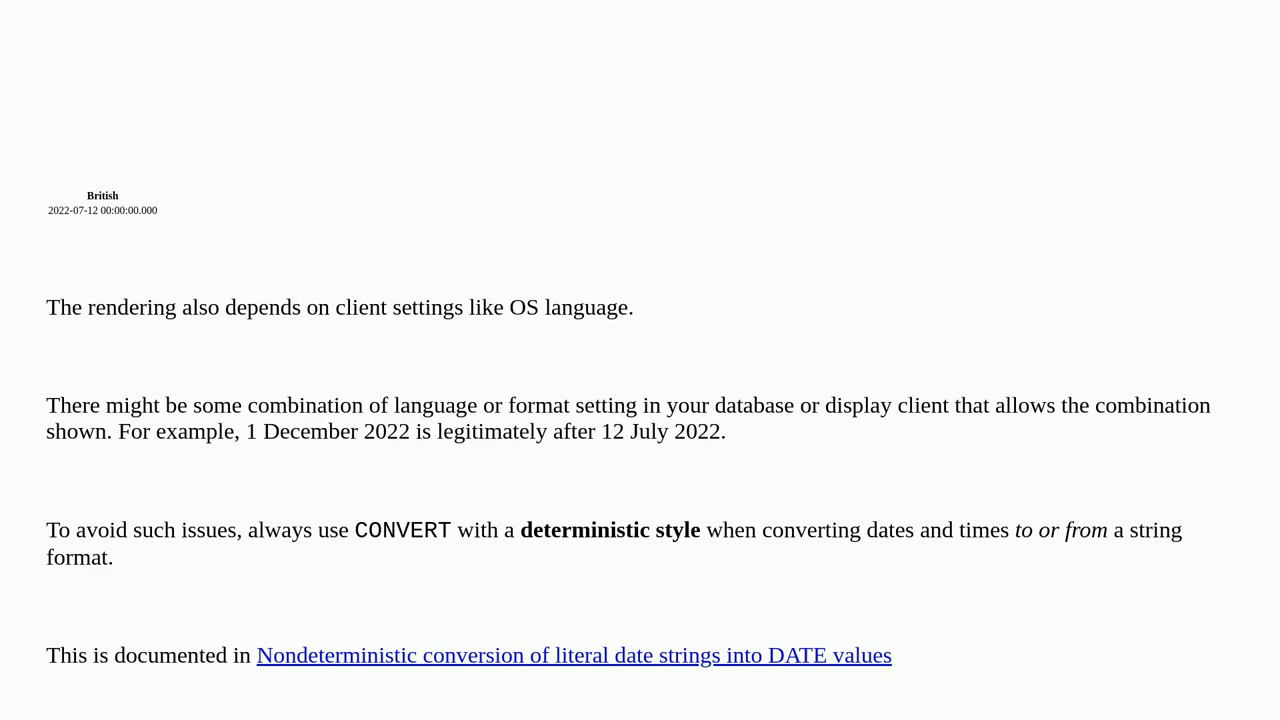 British
2022-07-12 00:00:00.000
The rendering also depends on client settings like OS language.
There might be some combination of language or format setting in your database or display client that allows the combination
shown. For example, 1 December 2022 is legitimately after 12 July 2022.
To avoid such issues, always use CONVERT with a deterministic style when converting dates and times to or from a string
format.
This is documented in Nondeterministic conversion of literal date strings into DATE values